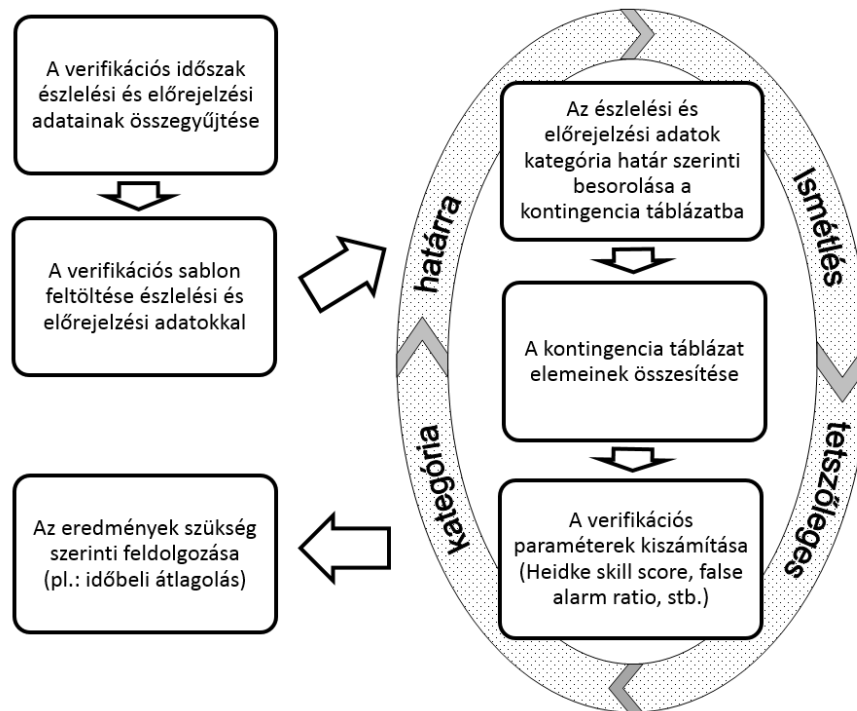 A verifikációs időszak
észlelési és előrejelzési
adatainak összegyűjtése
A verifikációs sablon
feltöltése észlelési és
előrejelzési adatokkal
Az észlelési és
előrejelzési adatok
kategória határ szerinti
besorolása a
kontingencia táblázatba
A kontingencia táblázat
elemeinek összesítése
A verifikációs
paraméterek kiszámítása
(Heidke skill score, false
alarm ratio, stb.)
Ismétlés
tetszőleges
kategória
határra
Az eredmények szükség
szerinti feldolgozása
(pl.: időbeli átlagolás)